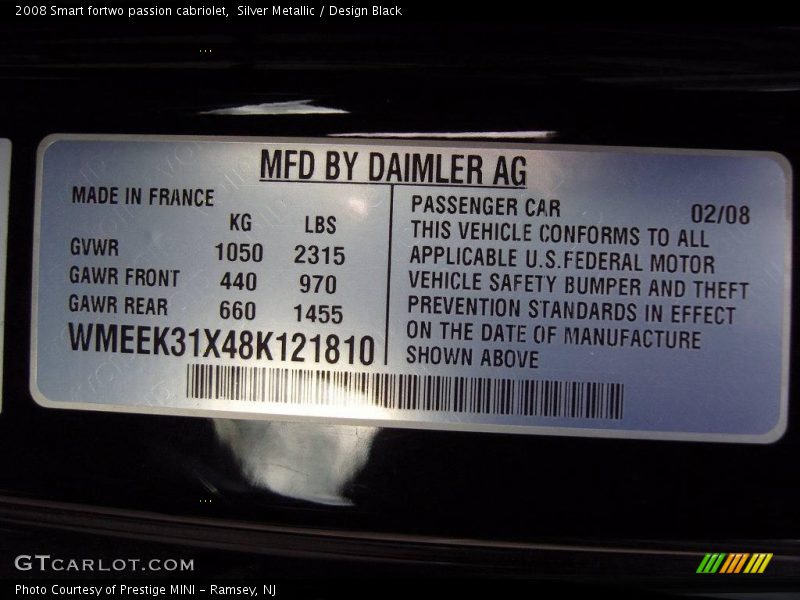 2008 Smart fortwo passion cabriolet,  Silver Metallic / Design Black
MFD BY DAIMLER AG
MADE IN FRANCE
KG LBS
GVWR 1050 2315
GAWR FRONT 440 970
GAWR REAR 660 1455
WMEEK31X48K121810
PASSENGER CAR 02/08
THIS VEHICLE CONFORMS TO ALL
APPLICABLE U.S.FEDERAL MOTOR
VEHICLE SAFETY BUMPER AND THEFT
PREVENTION STANDARDS IN EFFECT
ON THE DATE OF MANUFACTURE
SHOWN ABOVE
GTCARLOT.COM
Photo Courtesy of Prestige MINI - Ramsey, NJ